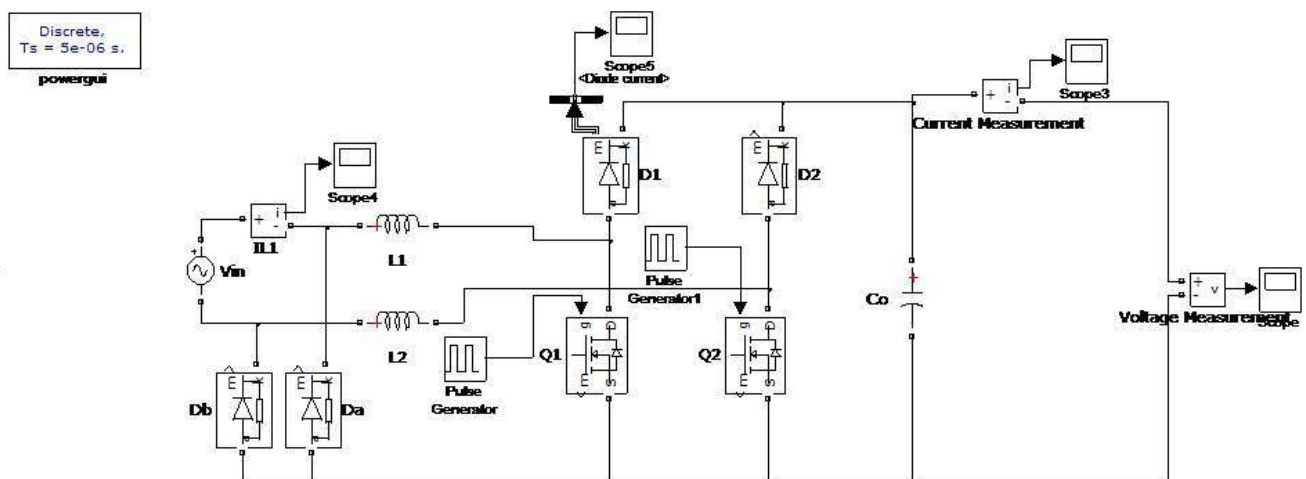 Discrete,
Ts = 5e-06 s.
powergui
Scope5
<Diode current>
Scope3
Current Measurement
D1
D2
Scope4
IL1
Vin
L1
L2
Pulse
Generator1
Pulse
Generator
Q1
Q2
Co
Voltage Measurement
Scope
Db
Da
m
k
a
m
k
a
m
k
a
m
k
a
g
D
m
S
g
D
m
S
i
+
-
i
+
-
+
-
v
+